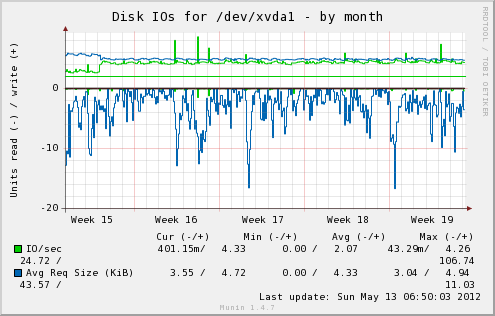 Disk IOs for /dev/xvda1 - by month
RRDTOOL / TOBI OETIKER
Units read (-) / write (+)
10
0
-10
-20
Week 15 Week 16 Week 17 Week 18 Week 19
Cur (-/+) Min (-/+) Avg (-/+) Max (-/+)
IO/sec 401.15m/ 4.33 0.00 / 2.07 43.29m/ 4.26
24.72 / 106.74
Avg Req Size (KiB) 3.55 / 4.72 0.00 / 4.33 3.04 / 4.94
43.57 / 11.03
Last update: Sun May 13 06:50:03 2012
Munin 1.4.7